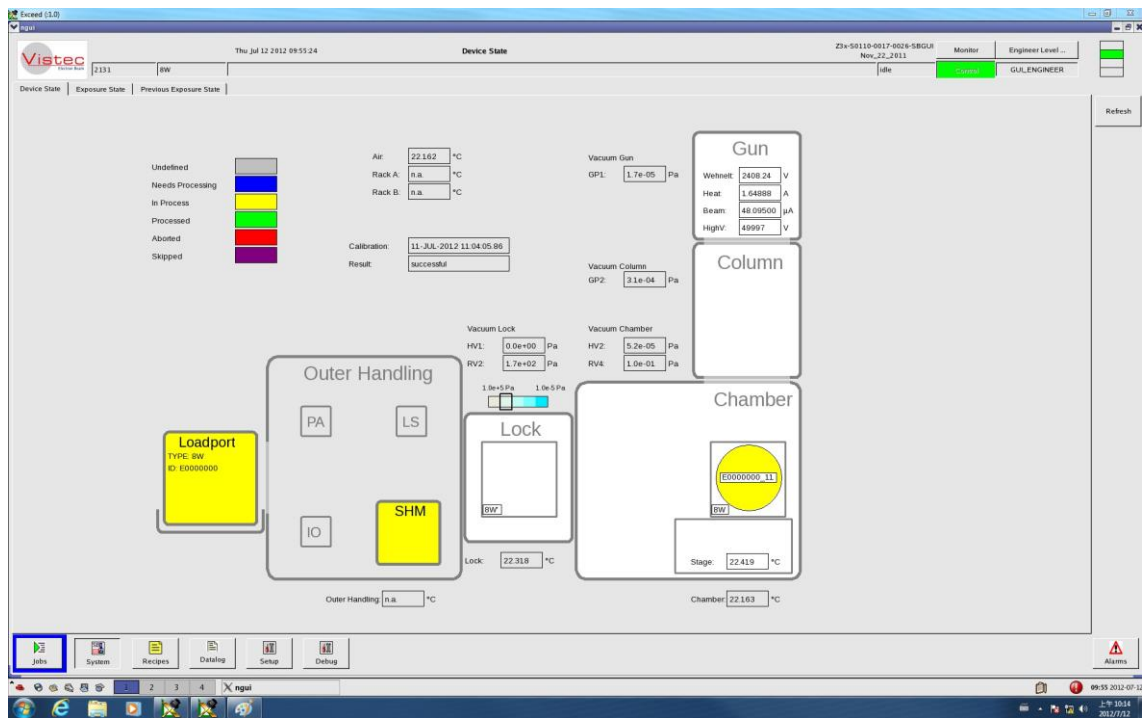 Exceed (:1.0)
ngui
Vistec
Thu Jul 12 2012 09:55:24
Device State
Z3x-S0110-0017-0026-SBGUI
Nov_22_2011
Monitor
Engineer Level ...
2131
8W
idle
Control
GUI_ENGINEER
Device State
Exposure State
Previous Exposure State
Refresh
Undefined
Needs Processing
In Process
Processed
Aborted
Skipped
Air: 22.162 °C
Rack A: n.a. °C
Rack B: n.a. °C
Calibration: 11-JUL-2012 11:04:05.86
Result: successful
Vacuum Gun
GP1: 1.7e-05 Pa
Gun
Wehnelt: 2408.24 V
Heat: 1.64888 A
Beam: 48.09500 µA
HighV: 49997 V
Vacuum Column
GP2: 3.1e-04 Pa
Column
Vacuum Lock
HV1: 0.0e+00 Pa
RV2: 1.7e+02 Pa
Vacuum Chamber
HV2: 5.2e-05 Pa
RV4: 1.0e-01 Pa
1.0e+5 Pa 1.0e-5 Pa
Outer Handling
PA
LS
IO
SHM
Loadport
TYPE: 8W
ID: E0000000
Lock
8W'
Lock: 22.318 °C
Chamber
E0000000_11
8W
Stage: 22.419 °C
Outer Handling: n.a. °C
Chamber: 22.163 °C
Jobs
System
Recipes
Datalog
Setup
Debug
Alarms
1 2 3 4
ngui
09:55 2012-07-12
上午 10:14
2012/7/12